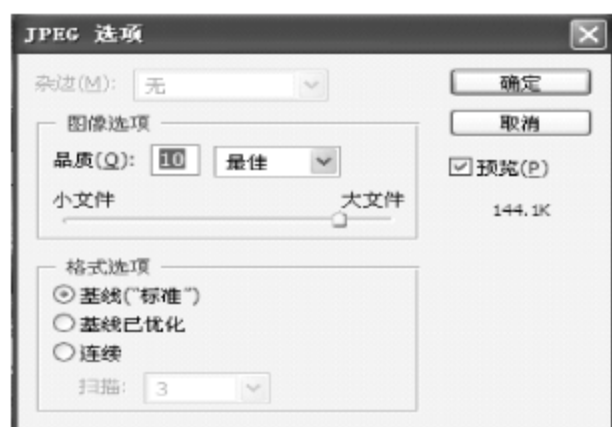 JPEG 选项
杂边(M): 无
确定
图像选项
取消
品质(Q): 10 最佳
预览(P)
小文件 大文件
144.1K
格式选项
基线("标准")
基线已优化
连续
扫描: 3